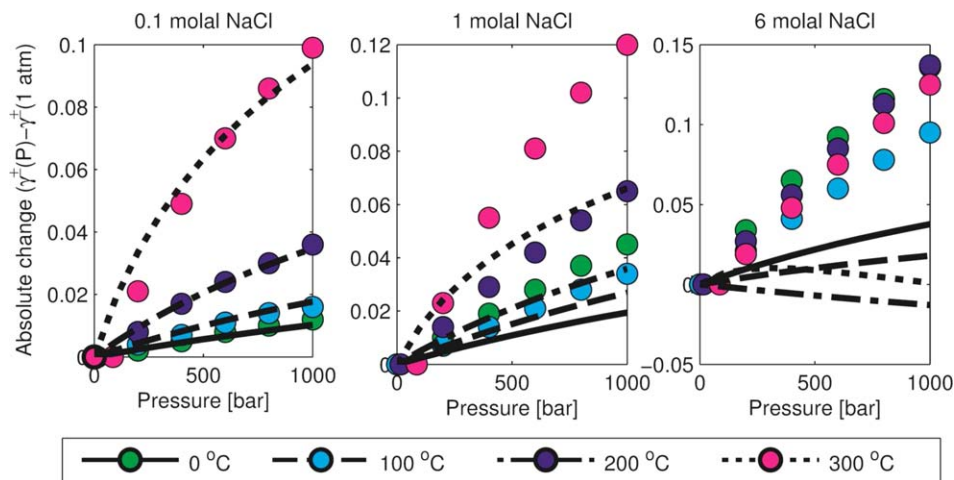 0.1 molal NaCl
1 molal NaCl
6 molal NaCl
Absolute change (γ±(P)−γ±(1 atm)
0.1
0.08
0.06
0.04
0.02
0
0 500 1000
Pressure [bar]
0.12
0.1
0.08
0.06
0.04
0.02
0
0 500 1000
Pressure [bar]
0.15
0.1
0.05
0
−0.05
0 500 1000
Pressure [bar]
0 °C 100 °C 200 °C 300 °C